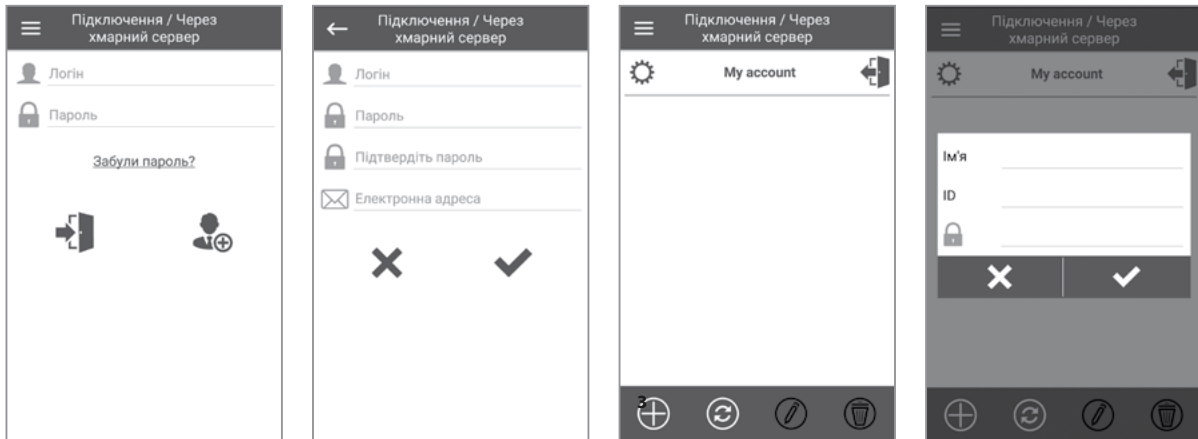 Підключення / Через
хмарний сервер
Логін
Пароль
Забули пароль?
Підключення / Через
хмарний сервер
Логін
Пароль
Підтвердіть пароль
Електронна адреса
Підключення / Через
хмарний сервер
My account
3
Підключення / Через
хмарний сервер
My account
Ім'я
ID